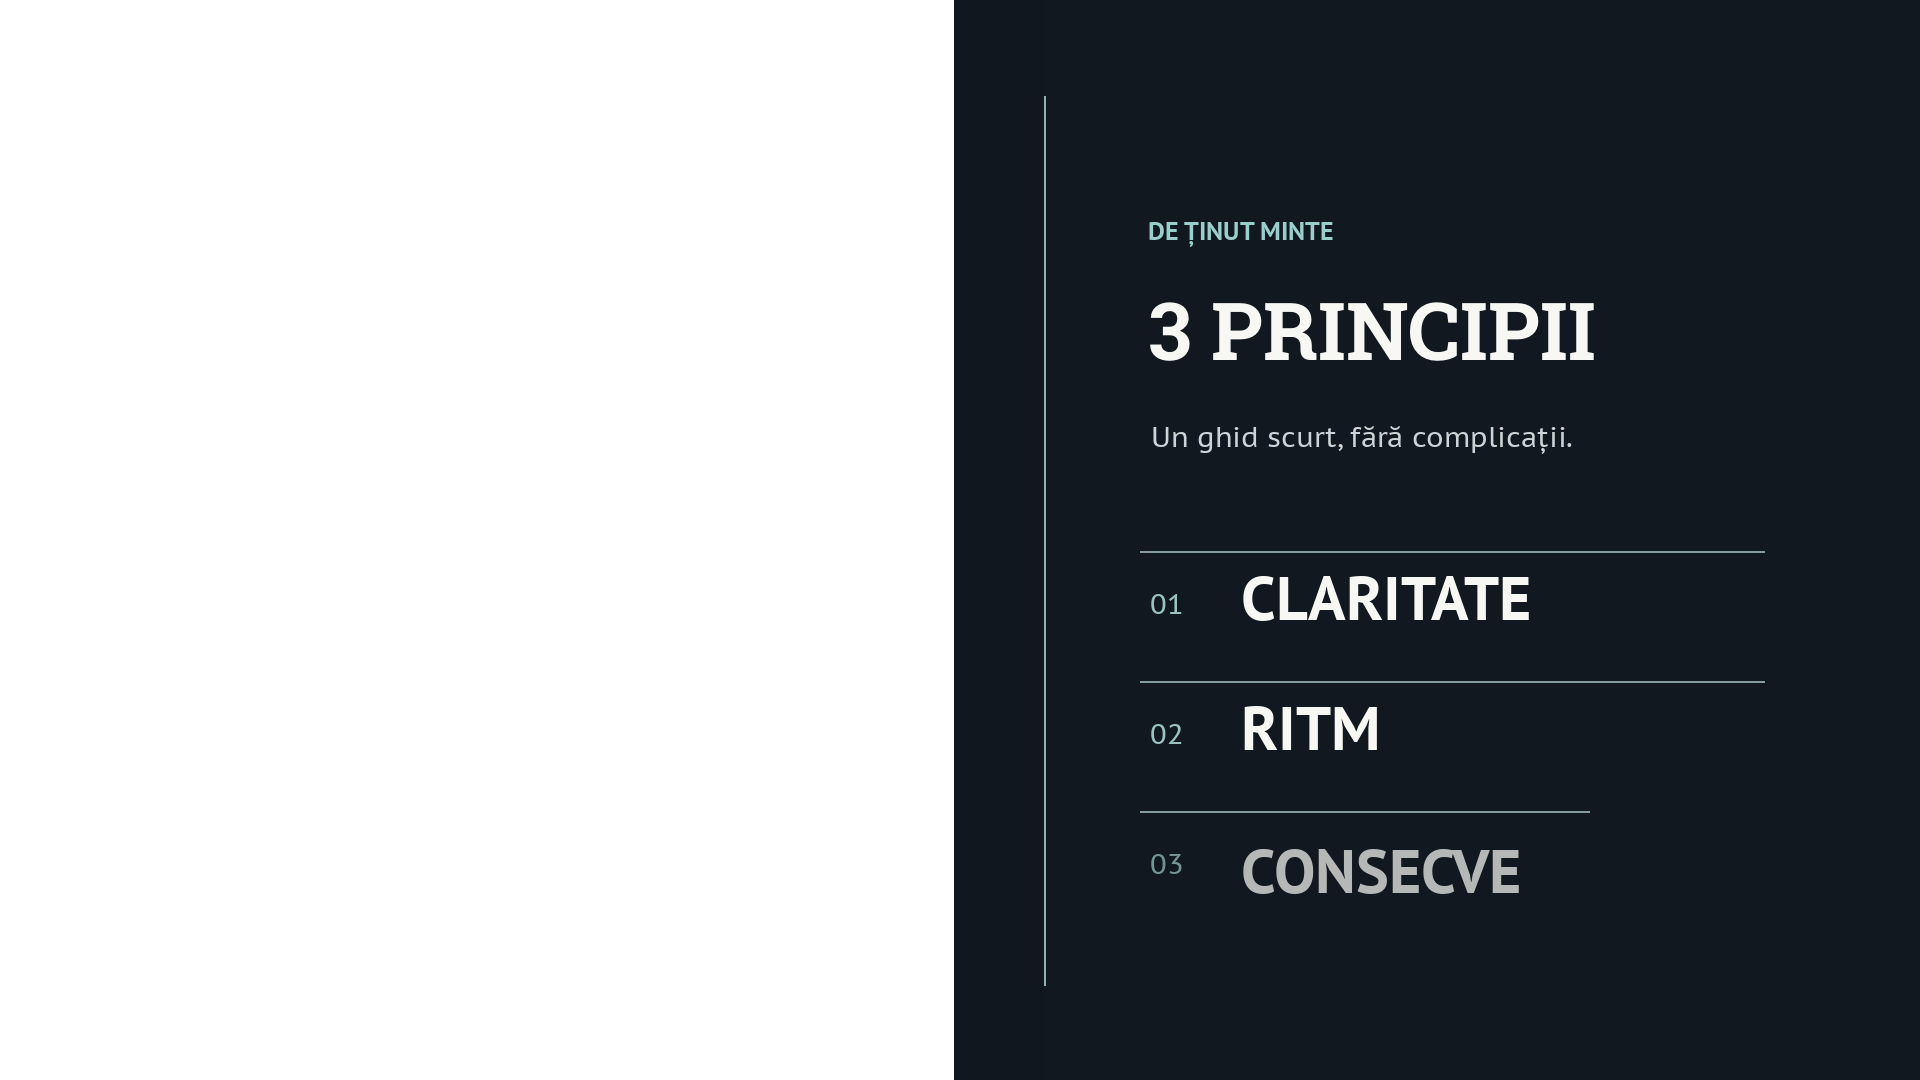 DE ȚINUT MINTE
3 PRINCIPII
Un ghid scurt, fără complicații.
01 CLARITATE
02 RITM
03 CONSECVE